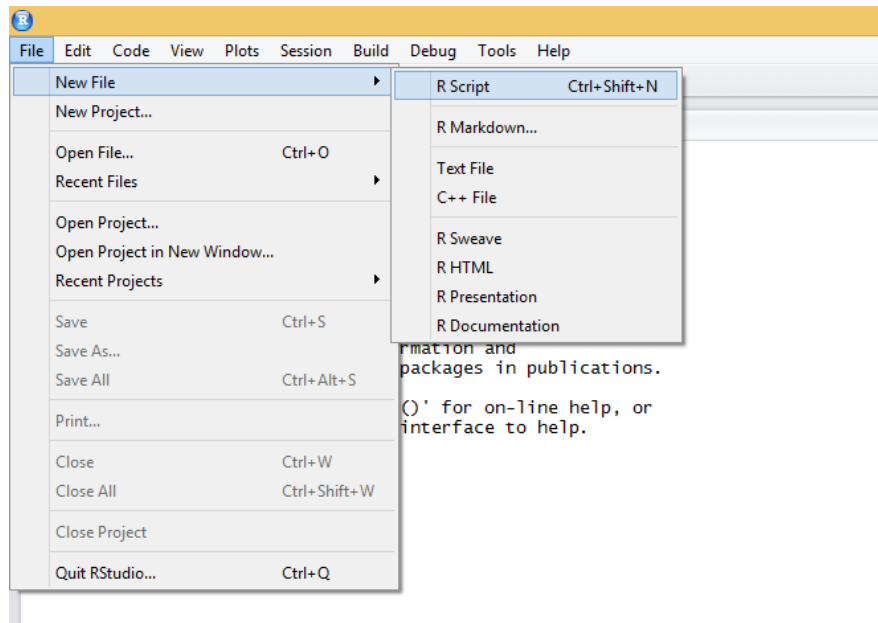 R
File Edit Code View Plots Session Build Debug Tools Help
New File
New Project...
Open File... Ctrl+O
Recent Files
Open Project...
Open Project in New Window...
Recent Projects
Save Ctrl+S
Save As...
Save All Ctrl+Alt+S
Print...
Close Ctrl+W
Close All Ctrl+Shift+W
Close Project
Quit RStudio... Ctrl+Q
R Script Ctrl+Shift+N
R Markdown...
Text File
C++ File
R Sweave
R HTML
R Presentation
R Documentation
rmation and
packages in publications.
()' for on-line help, or
interface to help.